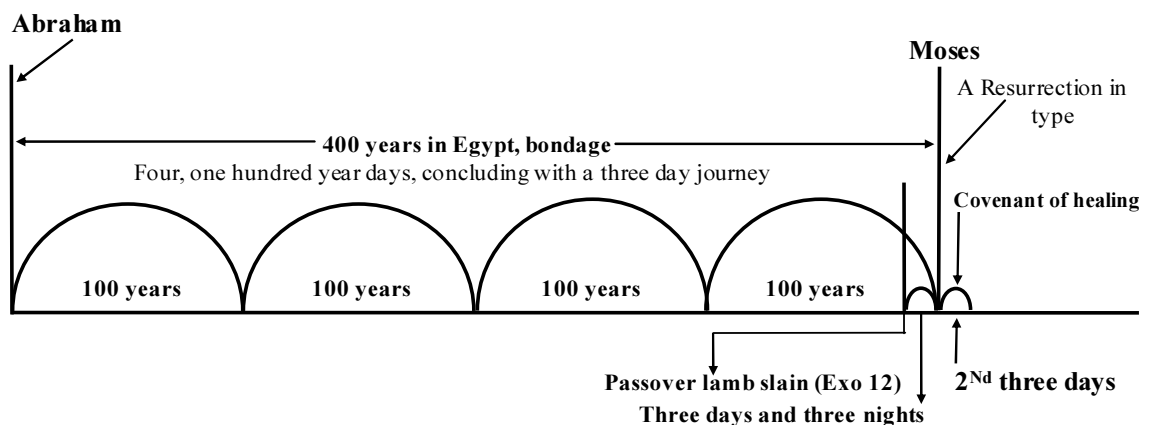 Abraham
Moses
A Resurrection in
type
400 years in Egypt, bondage
Four, one hundred year days, concluding with a three day journey
Covenant of healing
100 years
100 years
100 years
100 years
Passover lamb slain (Exo 12)
2Nd three days
Three days and three nights